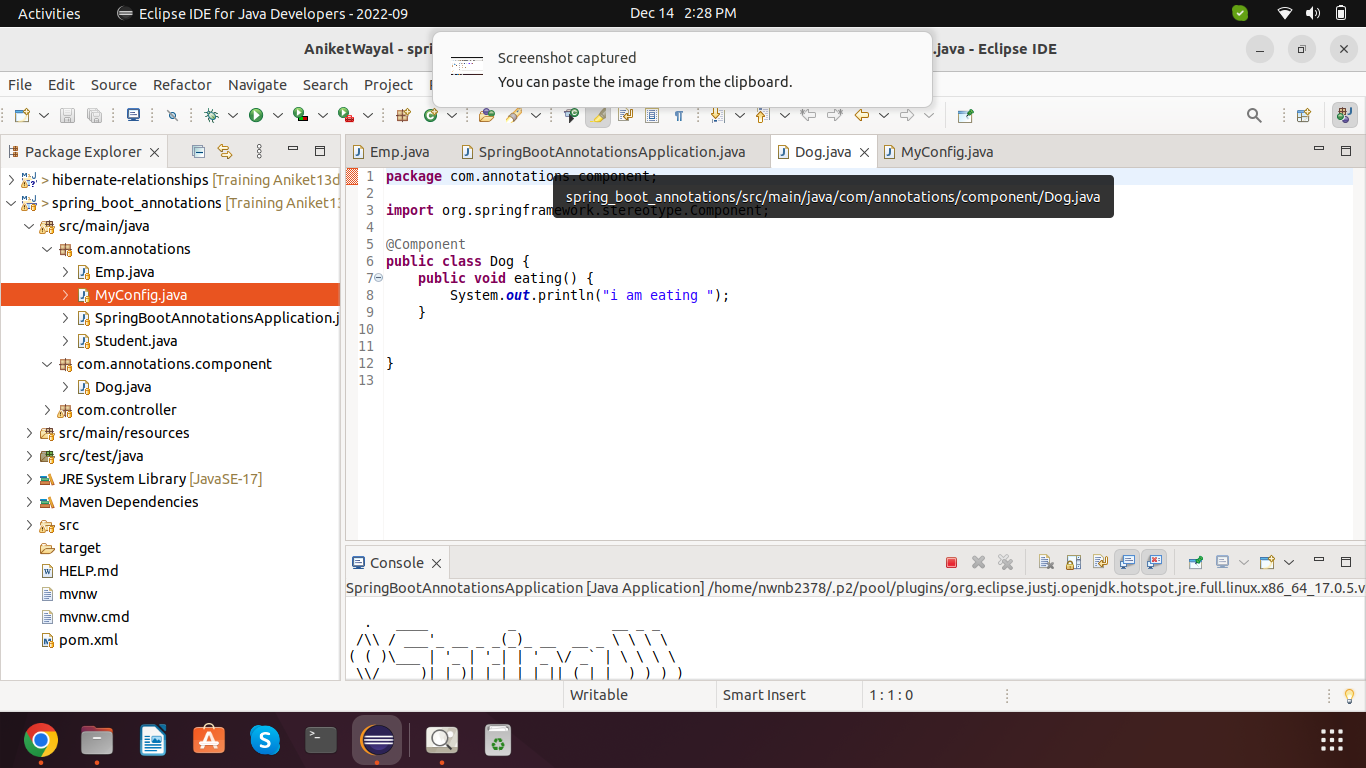 Activities
Eclipse IDE for Java Developers - 2022-09
Dec 14 2:28 PM
AniketWayal - spri
.java - Eclipse IDE
Screenshot captured
You can paste the image from the clipboard.
File Edit Source Refactor Navigate Search Project
Package Explorer
Emp.java
SpringBootAnnotationsApplication.java
Dog.java
MyConfig.java
> hibernate-relationships [Training Aniket13d
> spring_boot_annotations [Training Aniket13
src/main/java
com.annotations
Emp.java
MyConfig.java
SpringBootAnnotationsApplication.j
Student.java
com.annotations.component
Dog.java
com.controller
src/main/resources
src/test/java
JRE System Library [JavaSE-17]
Maven Dependencies
src
target
HELP.md
mvnw
mvnw.cmd
pom.xml
1 package com.annotations.component;
spring_boot_annotations/src/main/java/com/annotations/component/Dog.java
2
3 import org.springframework.stereotype.Component;
4
5 @Component
6 public class Dog {
7 public void eating() {
8 System.out.println("i am eating ");
9 }
10
11
12 }
13
Console
SpringBootAnnotationsApplication [Java Application] /home/nwnb2378/.p2/pool/plugins/org.eclipse.justj.openjdk.hotspot.jre.full.linux.x86_64_17.0.5.v
Writable
Smart Insert
1 : 1 : 0